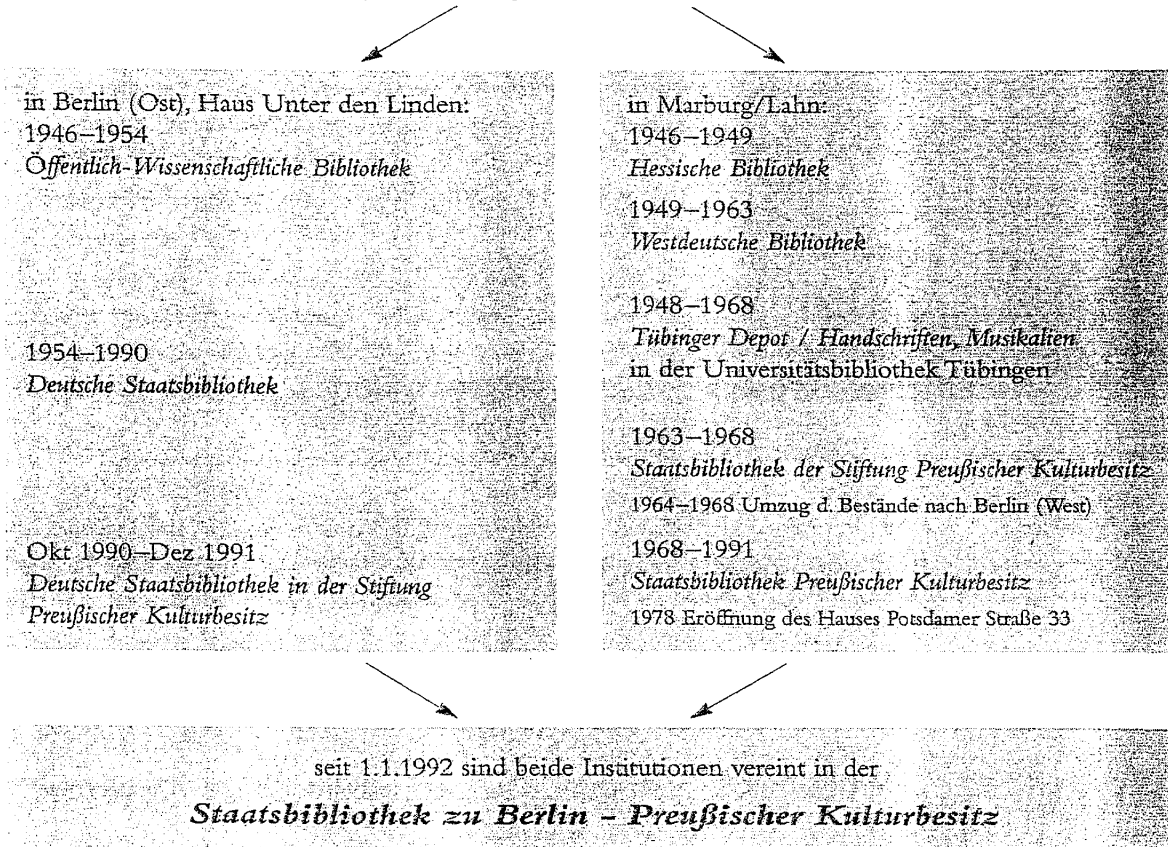 in Berlin (Ost), Haus Unter den Linden:
1946–1954
Öffentlich-Wissenschaftliche Bibliothek
1954–1990
Deutsche Staatsbibliothek
Okt 1990–Dez 1991
Deutsche Staatsbibliothek in der Stiftung
Preußischer Kulturbesitz
in Marburg/Lahn:
1946–1949
Hessische Bibliothek
1949–1963
Westdeutsche Bibliothek
1948–1968
Tübinger Depot / Handschriften, Musikalien
in der Universitätsbibliothek Tübingen
1963–1968
Staatsbibliothek der Stiftung Preußischer Kulturbesitz
1964–1968 Umzug d. Bestände nach Berlin (West)
1968–1991
Staatsbibliothek Preußischer Kulturbesitz
1978 Eröffnung des Hauses Potsdamer Straße 33
seit 1.1.1992 sind beide Institutionen vereint in der
Staatsbibliothek zu Berlin – Preußischer Kulturbesitz